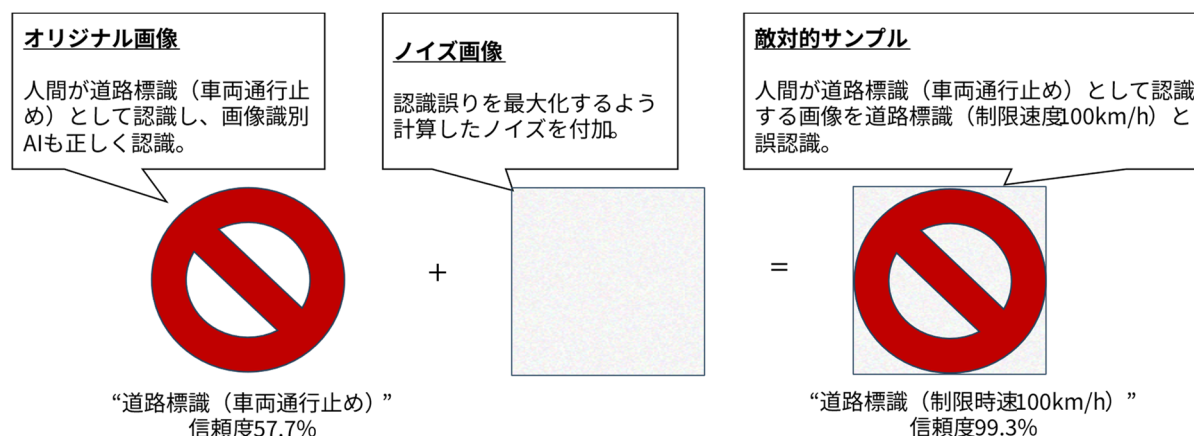 オリジナル画像
人間が道路標識（車両通行止
め）として認識し、画像識別
AIも正しく認識。
ノイズ画像
認識誤りを最大化するよう
計算したノイズを付加。
敵対的サンプル
人間が道路標識（車両通行止め）として認識
する画像を道路標識（制限速度100km/h）と
誤認識。
+
=
“道路標識（車両通行止め）”
信頼度57.7%
“道路標識（制限時速100km/h）”
信頼度99.3%